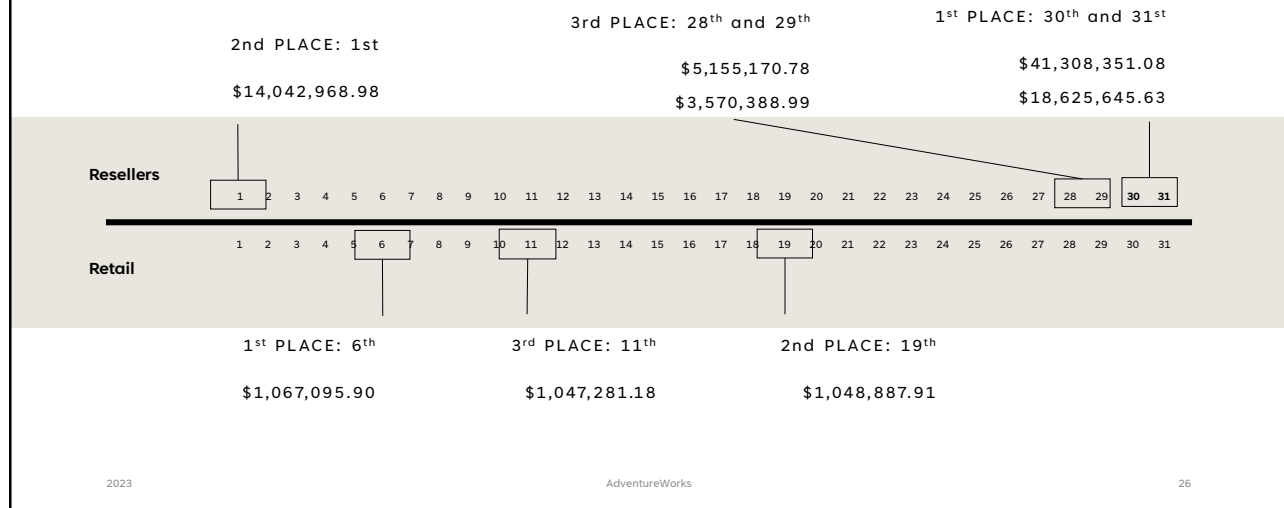 2nd PLACE: 1st
$14,042,968.98
3rd PLACE: 28th and 29th
$5,155,170.78
$3,570,388.99
1st PLACE: 30th and 31st
$41,308,351.08
$18,625,645.63
Resellers
1 2 3 4 5 6 7 8 9 10 11 12 13 14 15 16 17 18 19 20 21 22 23 24 25 26 27 28 29 30 31
1 2 3 4 5 6 7 8 9 10 11 12 13 14 15 16 17 18 19 20 21 22 23 24 25 26 27 28 29 30 31
Retail
1st PLACE: 6th
$1,067,095.90
3rd PLACE: 11th
$1,047,281.18
2nd PLACE: 19th
$1,048,887.91
2023 AdventureWorks 26